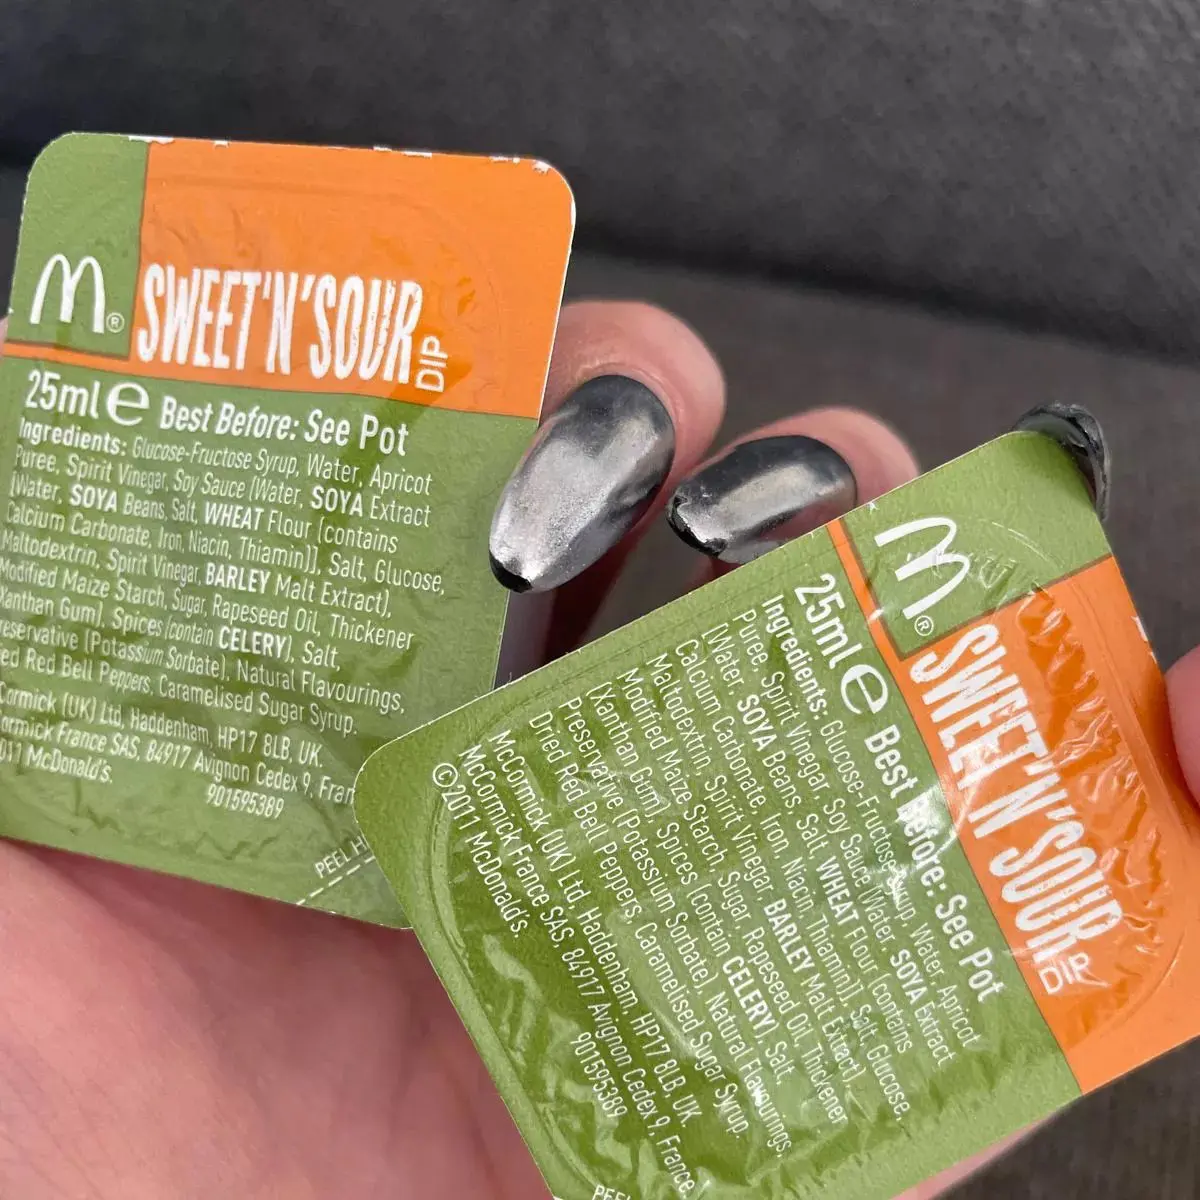 M®
SWEET'N'SOUR
DIP
25ml e Best Before: See Pot
Ingredients: Glucose-Fructose Syrup, Water, Apricot
Puree, Spirit Vinegar, Soy Sauce [Water, SOYA Extract
[Water, SOYA Beans, Salt, WHEAT Flour [contains
Calcium Carbonate, Iron, Niacin, Thiamin]], Salt, Glucose,
Maltodextrin, Spirit Vinegar, BARLEY Malt Extract],
Modified Maize Starch, Sugar, Rapeseed Oil, Thickener
Xanthan Gum], Spices [contain CELERY], Salt,
reservative [Potassium Sorbate], Natural Flavourings,
ed Red Bell Peppers, Caramelised Sugar Syrup.
Cormick (UK) Ltd, Haddenham, HP17 8LB, UK.
ormick France SAS, 84917 Avignon Cedex 9, Fran
011 McDonald's.
901595389
PEEL H
M®
SWEET'N'SOUR
DIP
25ml e Best Before: See Pot
Ingredients: Glucose-Fructose Syrup, Water, Apricot
Puree, Spirit Vinegar, Soy Sauce [Water, SOYA Extract
[Water, SOYA Beans, Salt, WHEAT Flour [contains
Calcium Carbonate, Iron, Niacin, Thiamin]], Salt, Glucose,
Maltodextrin, Spirit Vinegar, BARLEY Malt Extract],
Modified Maize Starch, Sugar, Rapeseed Oil, Thickener
[Xanthan Gum], Spices [contain CELERY], Salt,
Preservative [Potassium Sorbate], Natural Flavourings,
Dried Red Bell Peppers, Caramelised Sugar Syrup.
McCormick (UK) Ltd, Haddenham, HP17 8LB, UK.
McCormick France SAS, 84917 Avignon Cedex 9, France.
©2011 McDonald's.
901595389
PEEL